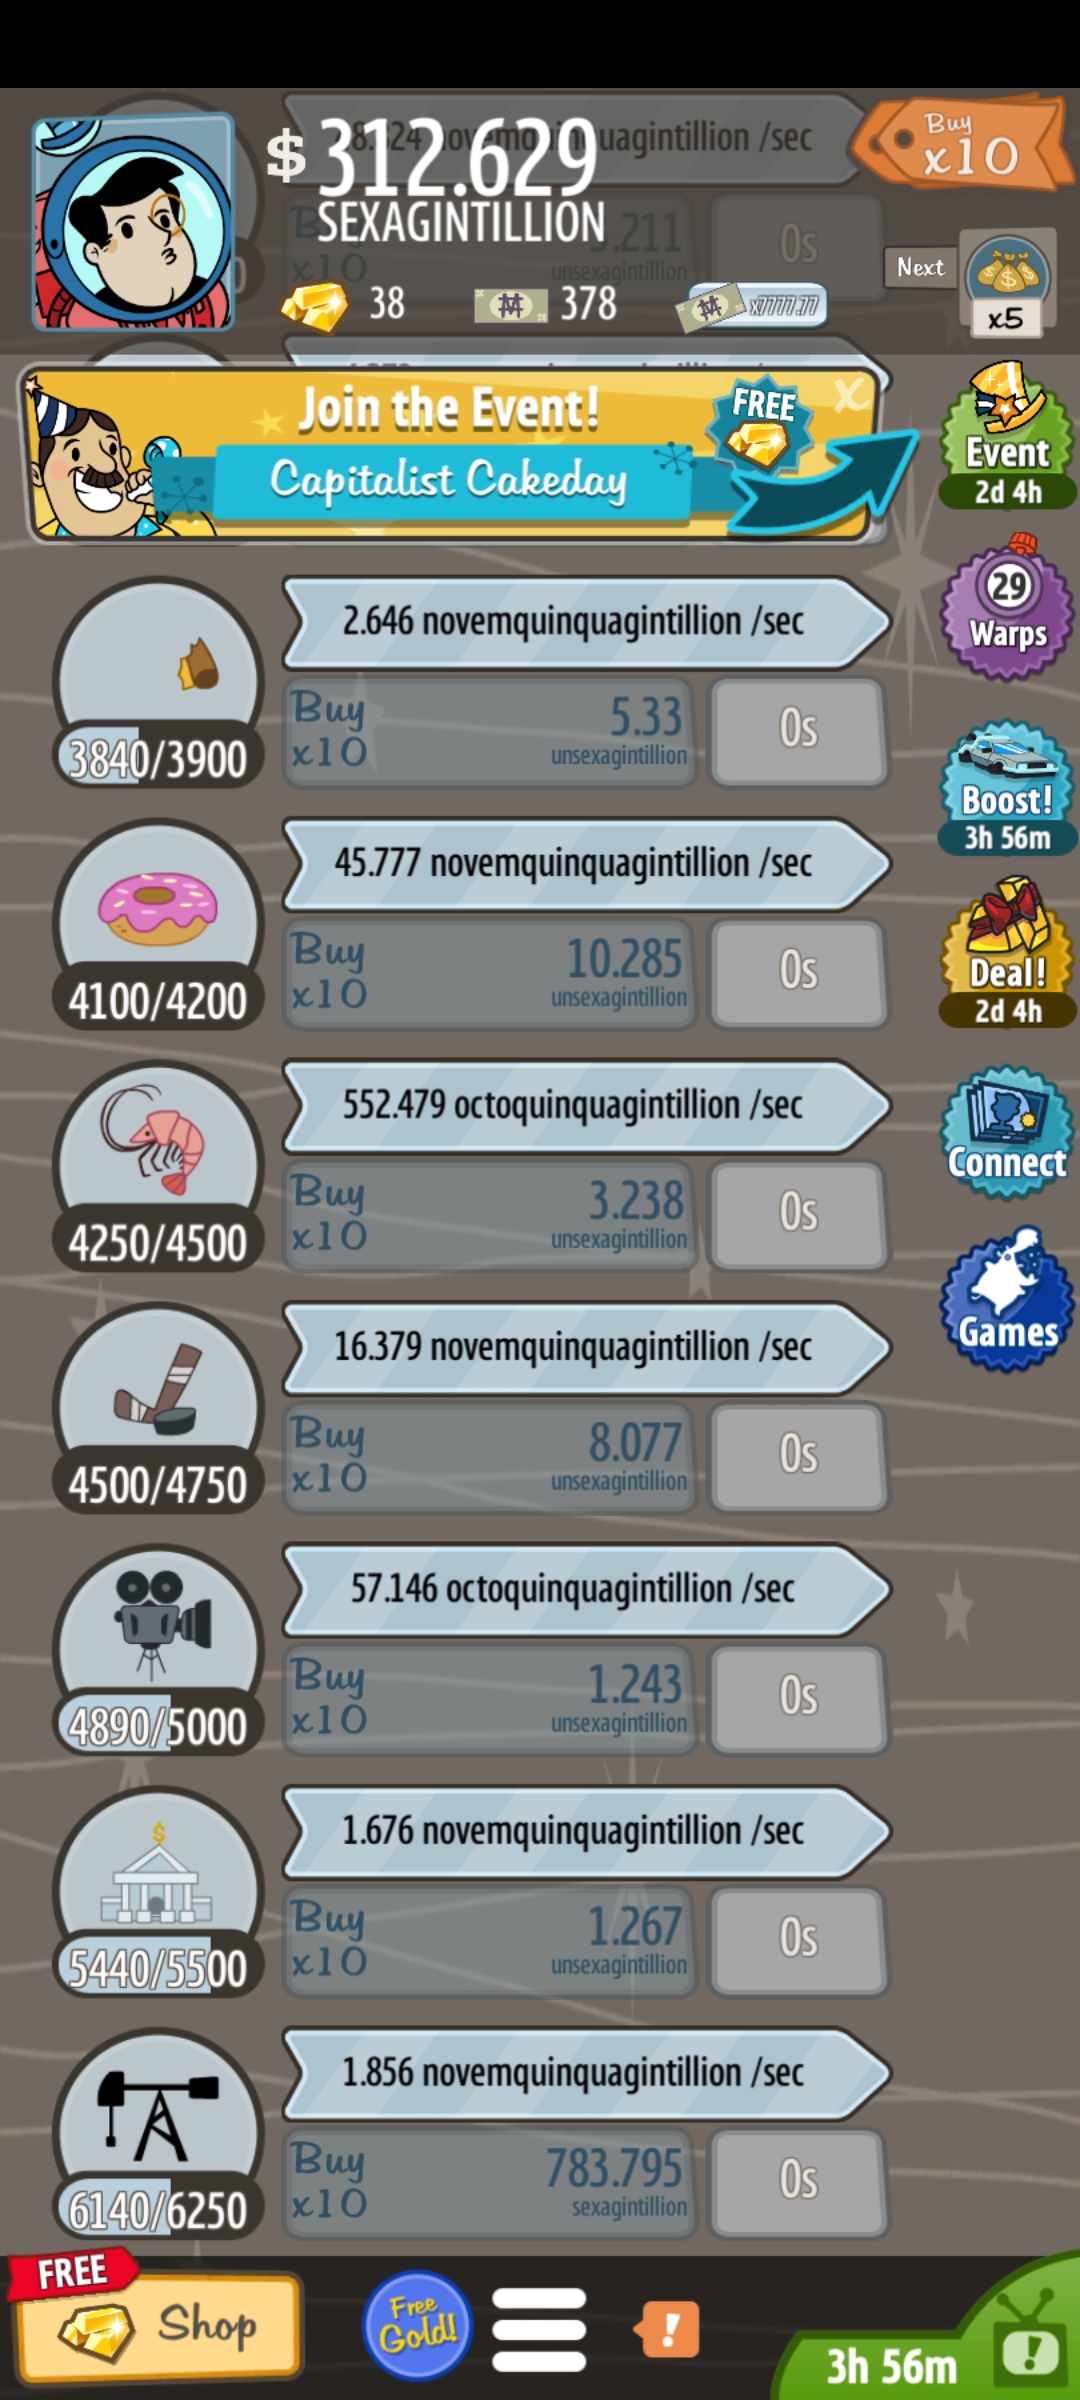 $ 312.629
SEXAGINTILLION
Buy
x10
38
378
x7777.77
Next
x5
/sec
Buy
x10
.211
unsexagintillion
0s
Join the Event!
FREE
X
Capitalist Cakeday
Event
2d 4h
29
Warps
Boost!
3h 56m
Deal!
2d 4h
Connect
Games
2.646 novemquinquagintillion /sec
Buy
x10
5.33
unsexagintillion
0s
3840/3900
45.777 novemquinquagintillion /sec
Buy
x10
10.285
unsexagintillion
0s
4100/4200
552.479 octoquinquagintillion /sec
Buy
x10
3.238
unsexagintillion
0s
4250/4500
16.379 novemquinquagintillion /sec
Buy
x10
8.077
unsexagintillion
0s
4500/4750
57.146 octoquinquagintillion /sec
Buy
x10
1.243
unsexagintillion
0s
4890/5000
$
1.676 novemquinquagintillion /sec
Buy
x10
1.267
unsexagintillion
0s
5440/5500
1.856 novemquinquagintillion /sec
Buy
x10
783.795
sexagintillion
0s
6140/6250
FREE
Shop
Free
Gold!
!
3h 56m
!